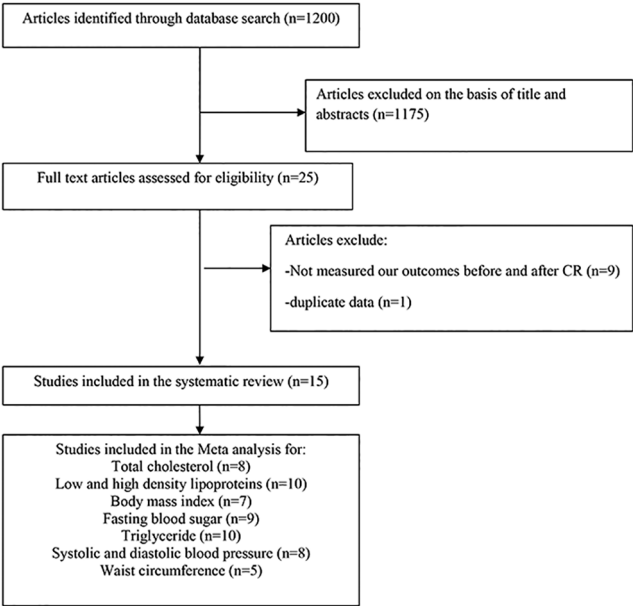 Articles identified through database search (n=1200)
Articles excluded on the basis of title and
abstracts (n=1175)
Full text articles assessed for eligibility (n=25)
Articles exclude:
-Not measured our outcomes before and after CR (n=9)
-duplicate data (n=1)
Studies included in the systematic review (n=15)
Studies included in the Meta analysis for:
Total cholesterol (n=8)
Low and high density lipoproteins (n=10)
Body mass index (n=7)
Fasting blood sugar (n=9)
Triglyceride (n=10)
Systolic and diastolic blood pressure (n=8)
Waist circumference (n=5)